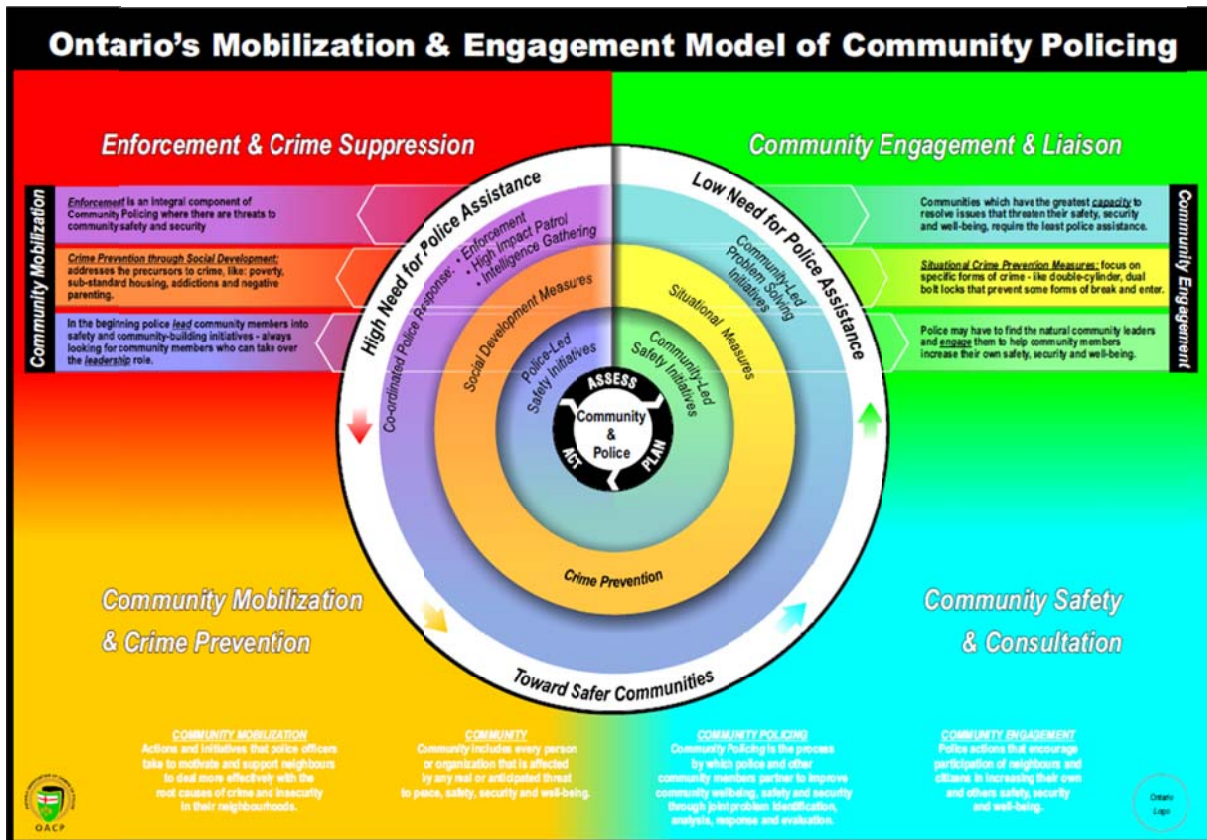 Ontario's Mobilization & Engagement Model of Community Policing
Enforcement & Crime Suppression
Community Engagement & Liaison
Community Mobilization
Enforcement is an integral component of
Community Policing where there are threats to
community safety and security
Crime Prevention through Social Development:
addresses the precursors to crime, like: poverty,
sub-standard housing, addictions and negative
parenting.
In the beginning police lead community members into
safety and community-building initiatives - always
looking for community members who can take over
the leadership role.
High Need for Police Assistance
Co-ordinated Police Response:
• Enforcement
• High Impact Patrol
• Intelligence Gathering
Social Development Measures
Police-Led
Safety Initiatives
Low Need for Police Assistance
Community-Led
Problem Solving
Initiatives
Situational Measures
Community-Led
Safety Initiatives
ASSESS
PLAN
ACT
Community
&
Police
Crime Prevention
Toward Safer Communities
Communities which have the greatest capacity to
resolve issues that threaten their safety, security
and well-being, require the least police assistance.
Situational Crime Prevention Measures: focus on
specific forms of crime - like double-cylinder, dual
bolt locks that prevent some forms of break and enter.
Police may have to find the natural community leaders
and engage them to help community members
increase their own safety, security and well-being.
Community Engagement
Community Mobilization
& Crime Prevention
Community Safety
& Consultation
COMMUNITY MOBILIZATION
Actions and initiatives that police officers
take to motivate and support neighbours
to deal more effectively with the
root causes of crime and insecurity
in their neighbourhoods.
COMMUNITY
Community includes every person
or organization that is affected
by any real or anticipated threat
to peace, safety, security and well-being.
COMMUNITY POLICING
Community Policing is the process
by which police and other
community members partner to improve
community wellbeing, safety and security
through joint problem identification,
analysis, response and evaluation.
COMMUNITY ENGAGEMENT
Police actions that encourage
participation of neighbours and
citizens in increasing their own
and others safety, security
and well-being.
OACP
Ontario
Logo